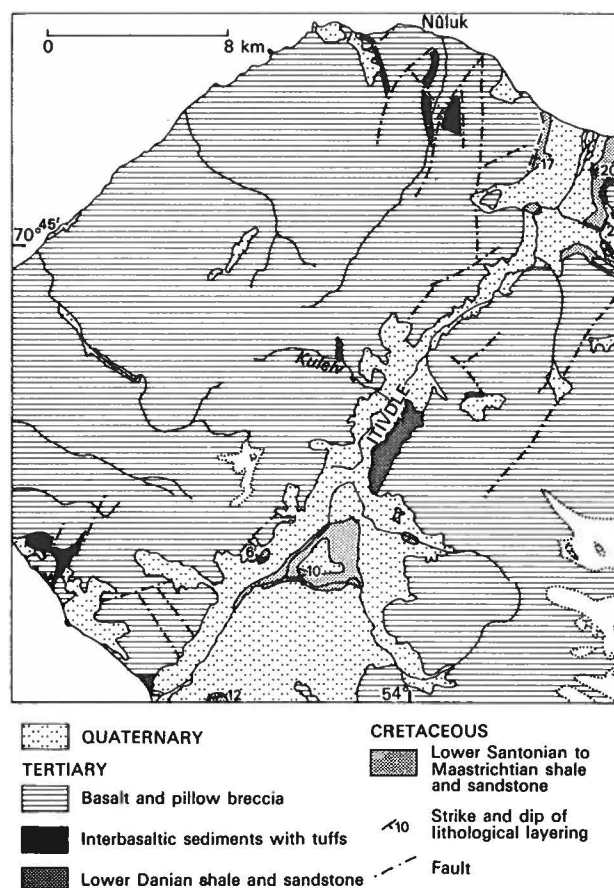 Nûluk
0 8 km
17
20
70°45'
2
Kuleiv
ITIVDLE
6
10
12
54°
QUATERNARY
TERTIARY
Basalt and pillow breccia
Interbasaltic sediments with tuffs
Lower Danian shale and sandstone
CRETACEOUS
Lower Santonian to
Maastrichtian shale
and sandstone
10
Strike and dip of
lithological layering
Fault